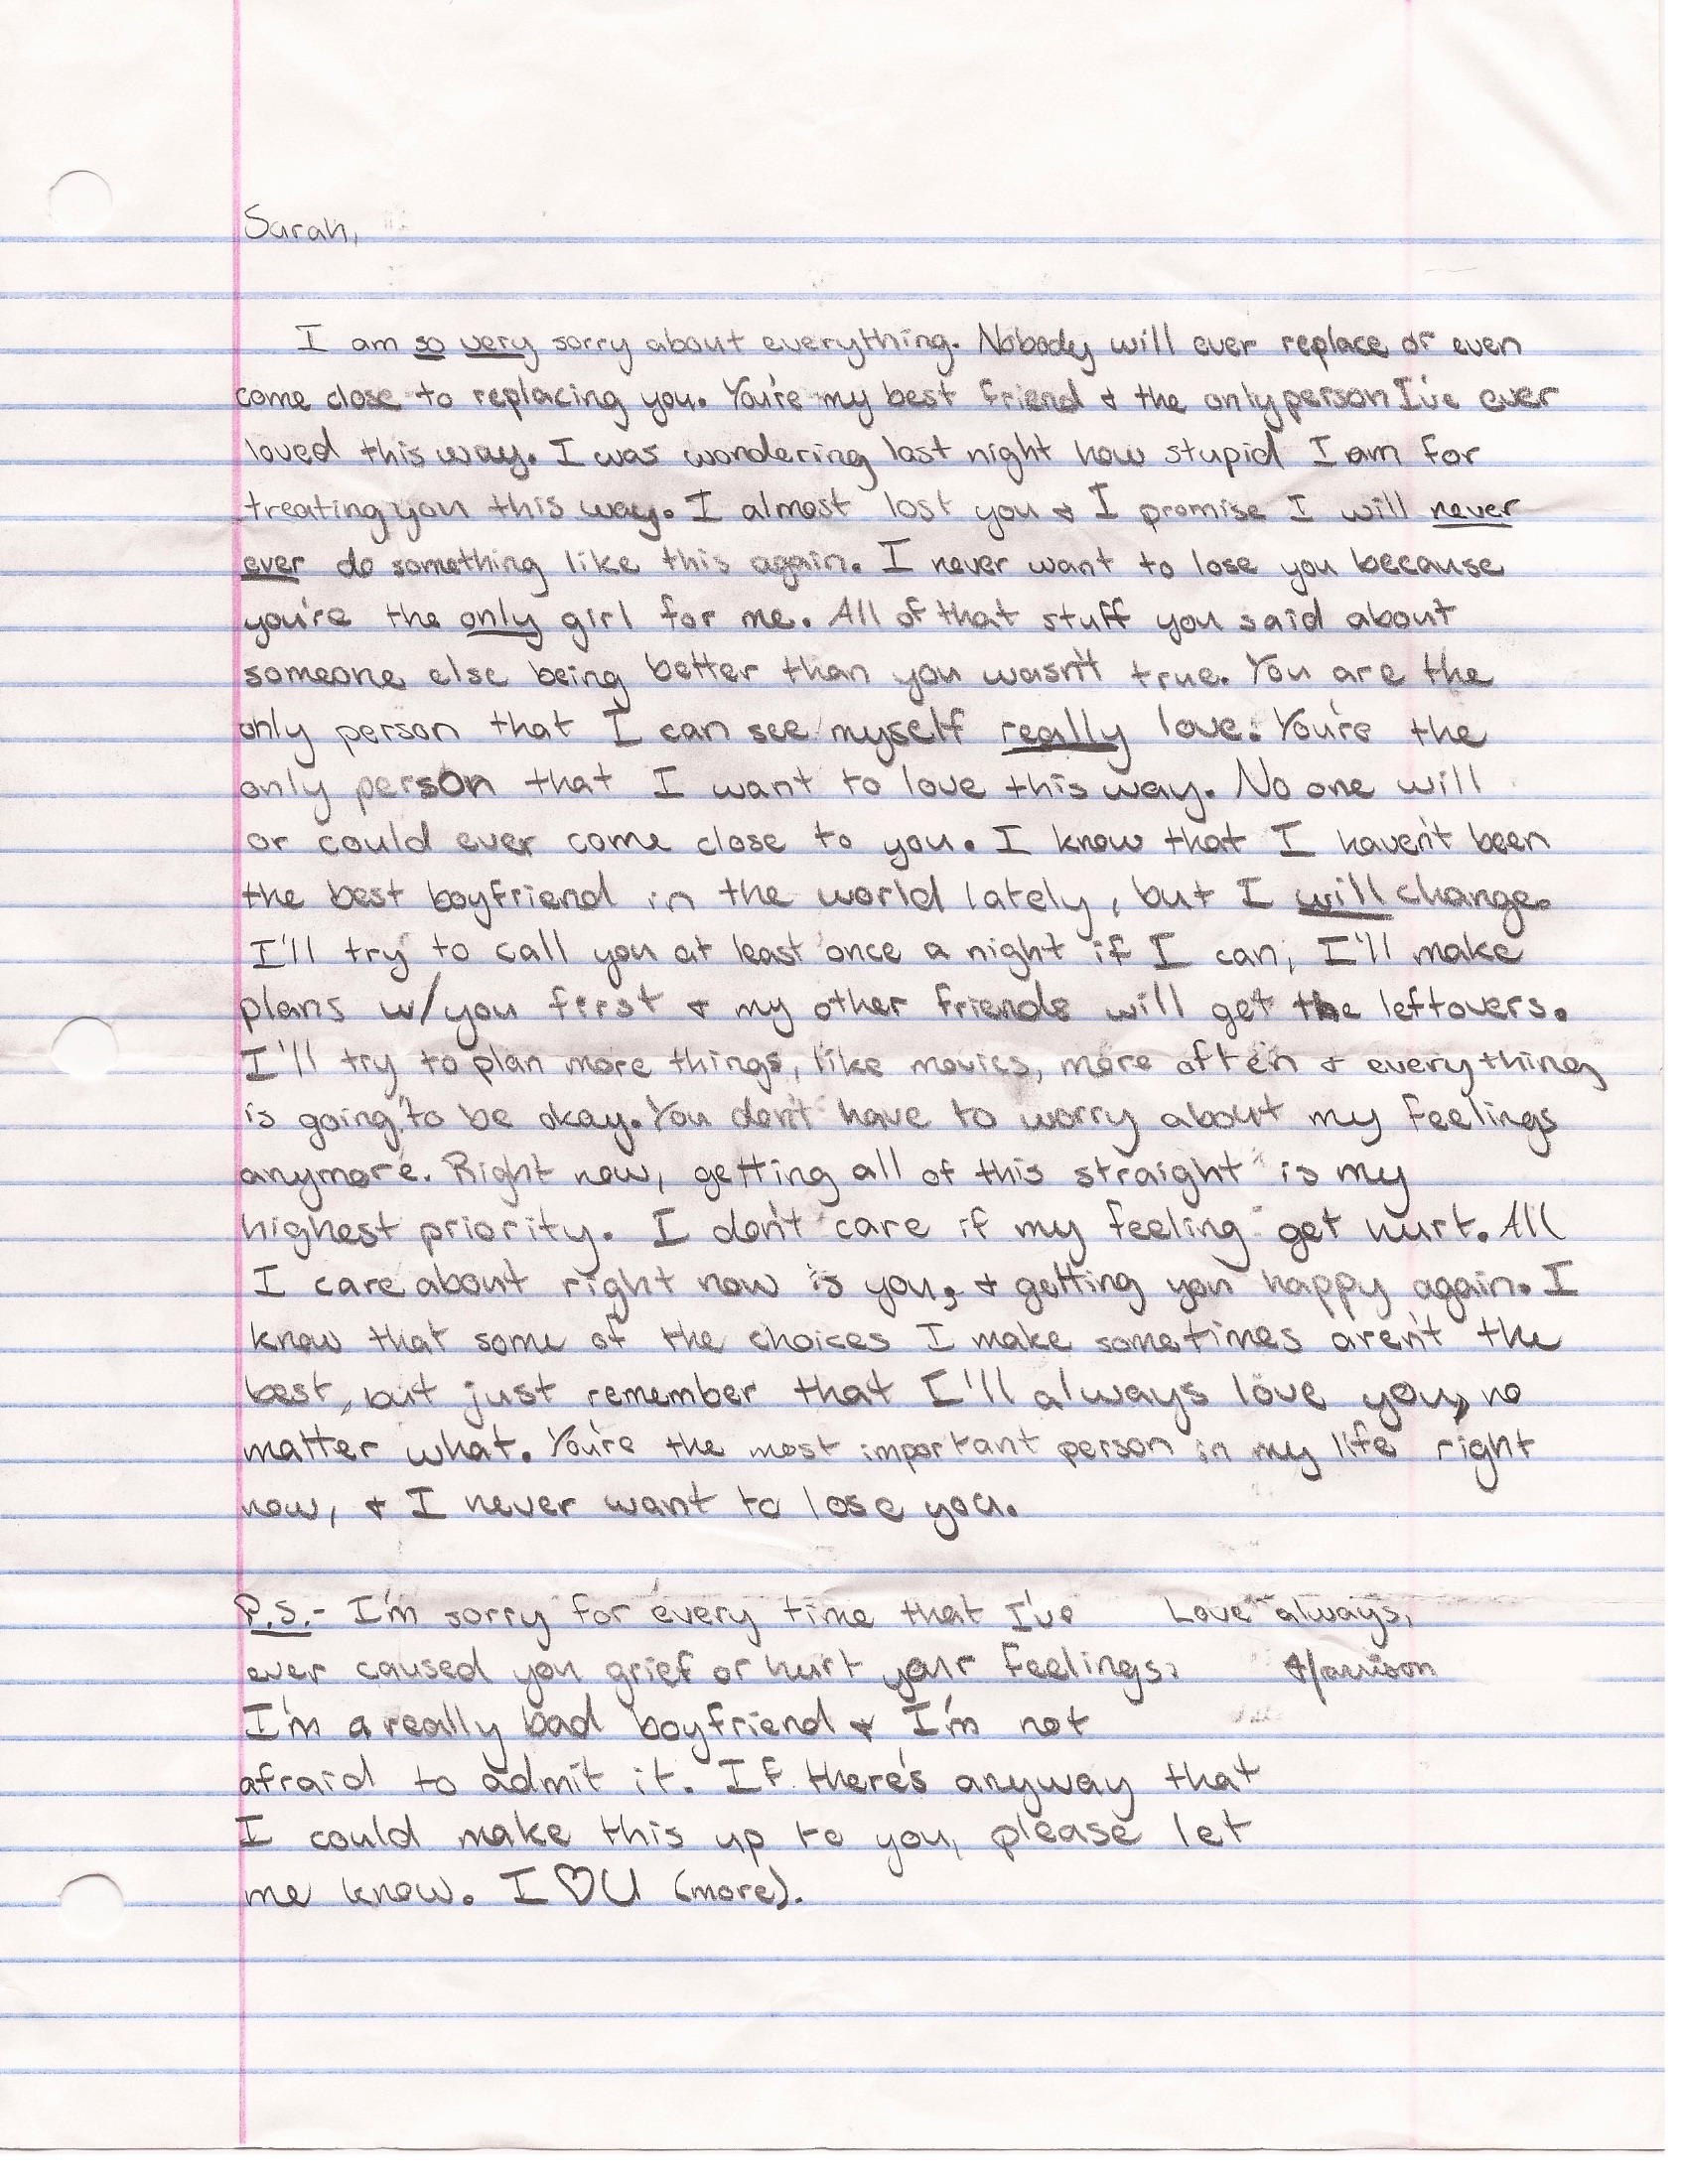 Sarah,
I am so very sorry about everything. Nobody will ever replace or even
come close to replacing you. You're my best friend & the only person I've ever
loved this way. I was wondering last night how stupid I am for
treating you this way. I almost lost you & I promise I will never
ever do something like this again. I never want to lose you because
you're the only girl for me. All of that stuff you said about
someone else being better than you wasn't true. You are the
only person that I can see myself really love. You're the
only person that I want to love this way. No one will
or could ever come close to you. I know that I haven't been
the best boyfriend in the world lately, but I will change.
I'll try to call you at least once a night if I can, I'll make
plans w/you first & my other friends will get the leftovers.
I'll try to plan more things, like movies, more often & everything
is going to be okay. You don't have to worry about my feelings
anymore. Right now, getting all of this straight is my
highest priority. I don't care if my feeling get hurt. All
I care about right now is you, & getting you happy again. I
know that some of the choices I make sometimes aren't the
best, but just remember that I'll always love you, no
matter what. You're the most important person in my life right
now, & I never want to lose you.
P.S.- I'm sorry for every time that I've
ever caused you grief or hurt your feelings.
I'm a really bad boyfriend & I'm not
afraid to admit it. If there's anyway that
I could make this up to you, please let
me know. I ♡ U (more).
Love always,
Harrison